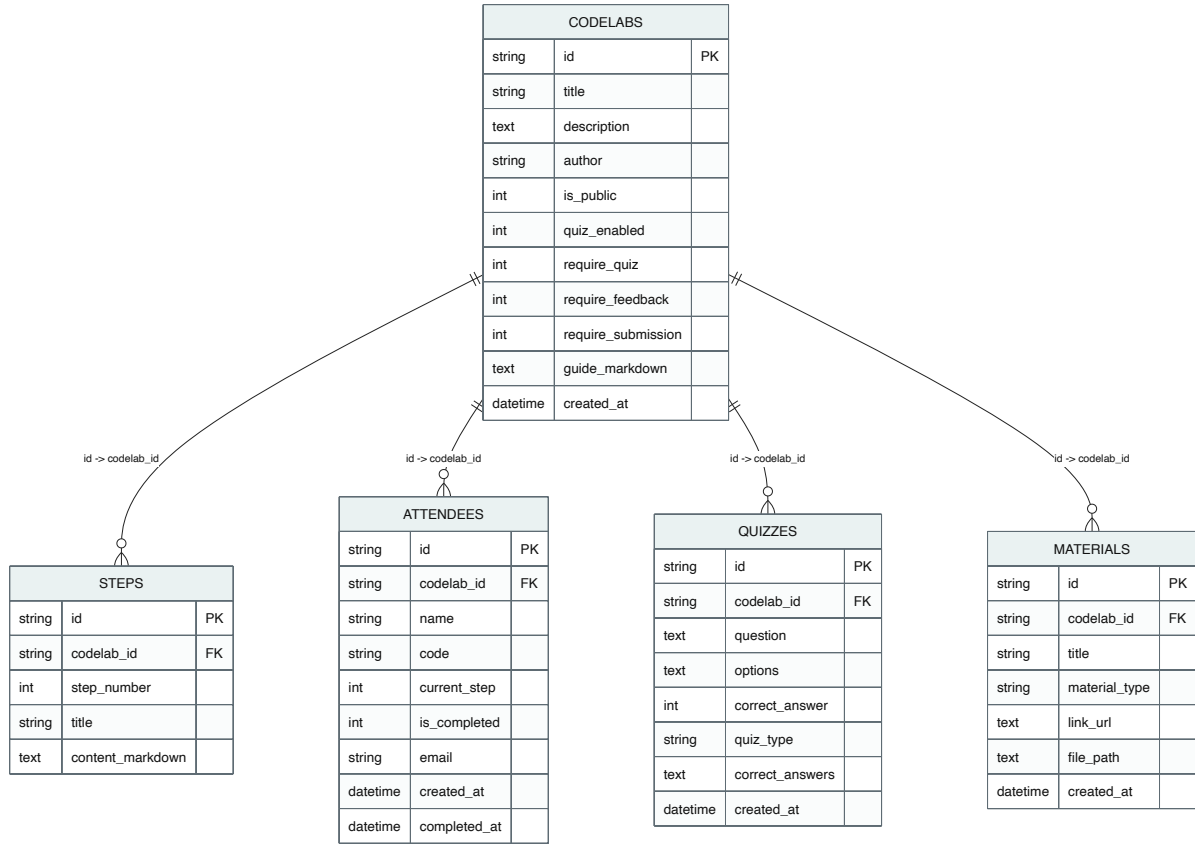 CODELABS
string id PK
string title
text description
string author
int is_public
int quiz_enabled
int require_quiz
int require_feedback
int require_submission
text guide_markdown
datetime created_at
id -> codelab_id
id -> codelab_id
id -> codelab_id
id -> codelab_id
STEPS
string id PK
string codelab_id FK
int step_number
string title
text content_markdown
ATTENDEES
string id PK
string codelab_id FK
string name
string code
int current_step
int is_completed
string email
datetime created_at
datetime completed_at
QUIZZES
string id PK
string codelab_id FK
text question
text options
int correct_answer
string quiz_type
text correct_answers
datetime created_at
MATERIALS
string id PK
string codelab_id FK
string title
string material_type
text link_url
text file_path
datetime created_at